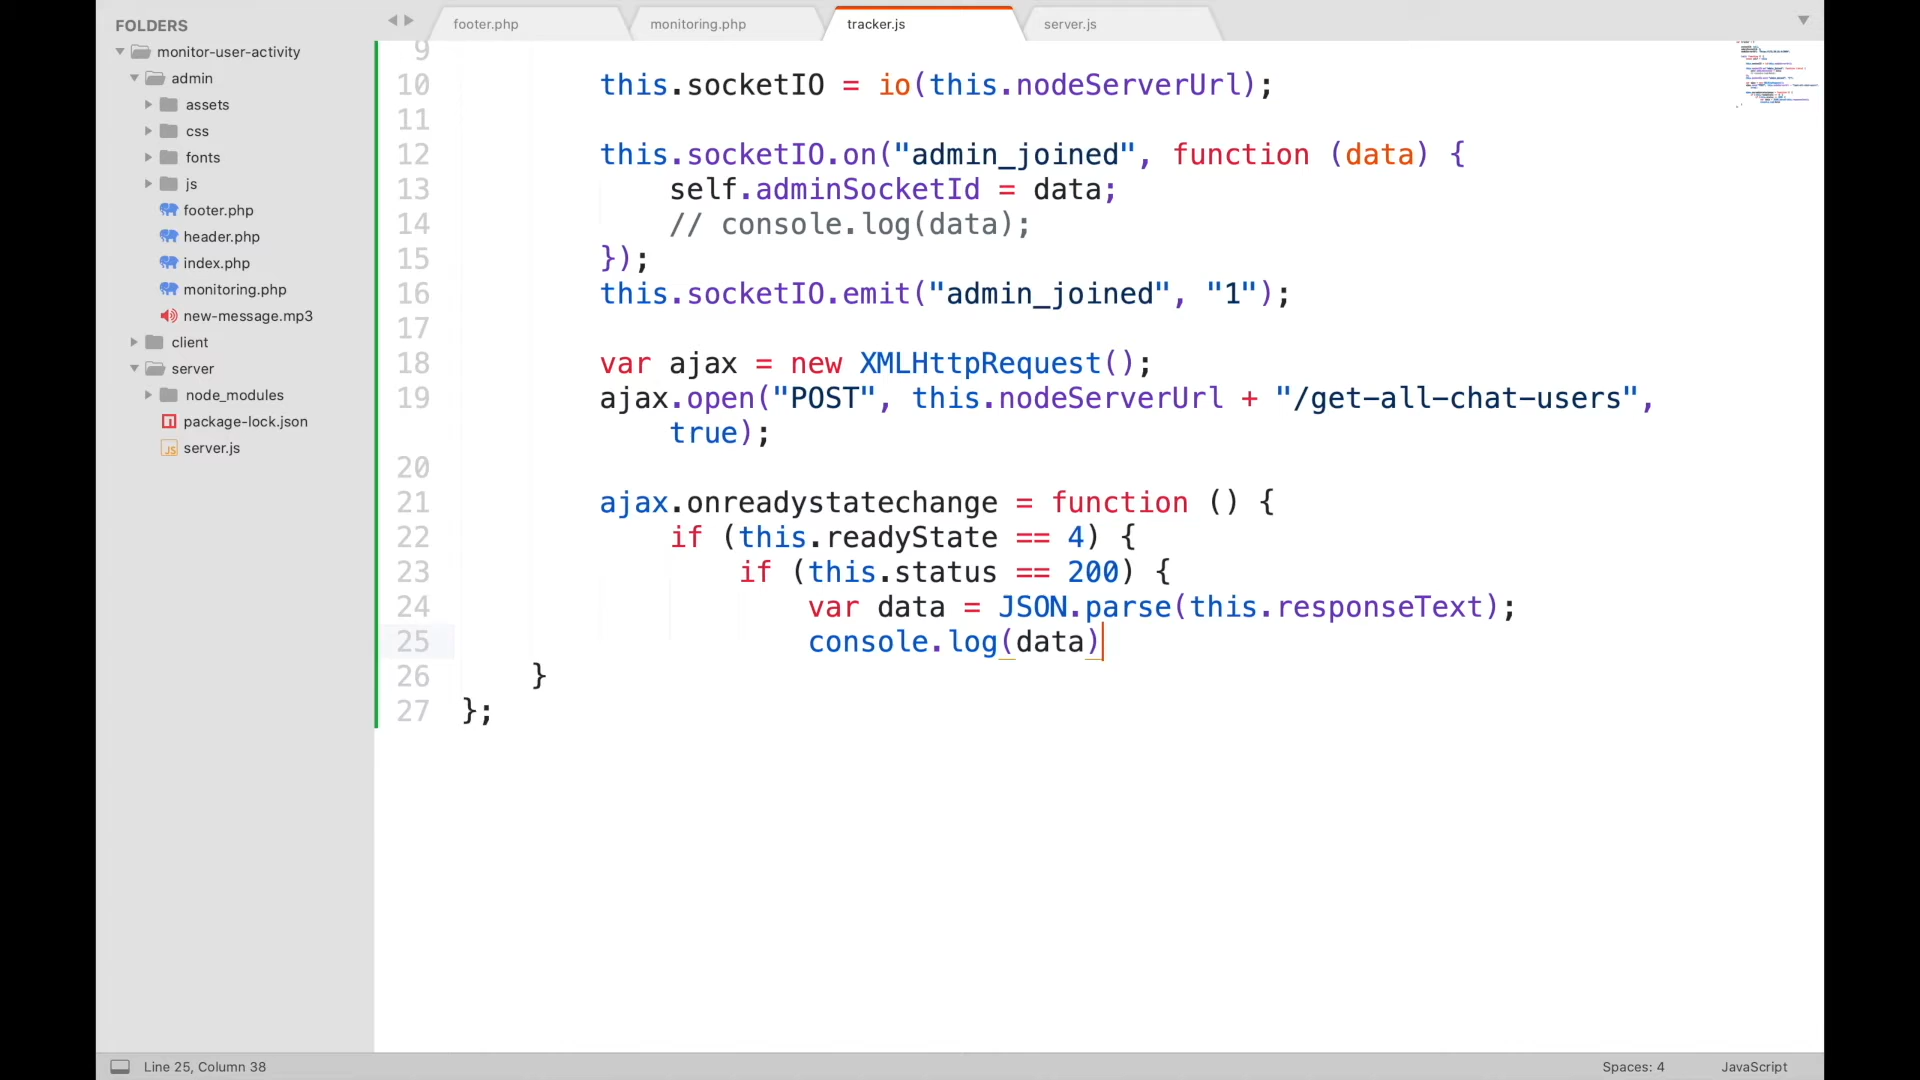 FOLDERS
monitor-user-activity
admin
assets
css
fonts
js
footer.php
header.php
index.php
monitoring.php
new-message.mp3
client
server
node_modules
package-lock.json
server.js
footer.php
monitoring.php
tracker.js
server.js
9
10 this.socketIO = io(this.nodeServerUrl);
11
12 this.socketIO.on("admin_joined", function (data) {
13 self.adminSocketId = data;
14 // console.log(data);
15 });
16 this.socketIO.emit("admin_joined", "1");
17
18 var ajax = new XMLHttpRequest();
19 ajax.open("POST", this.nodeServerUrl + "/get-all-chat-users",
true);
20
21 ajax.onreadystatechange = function () {
22 if (this.readyState == 4) {
23 if (this.status == 200) {
24 var data = JSON.parse(this.responseText);
25 console.log(data)
26 }
27 };
Line 25, Column 38
Spaces: 4
JavaScript